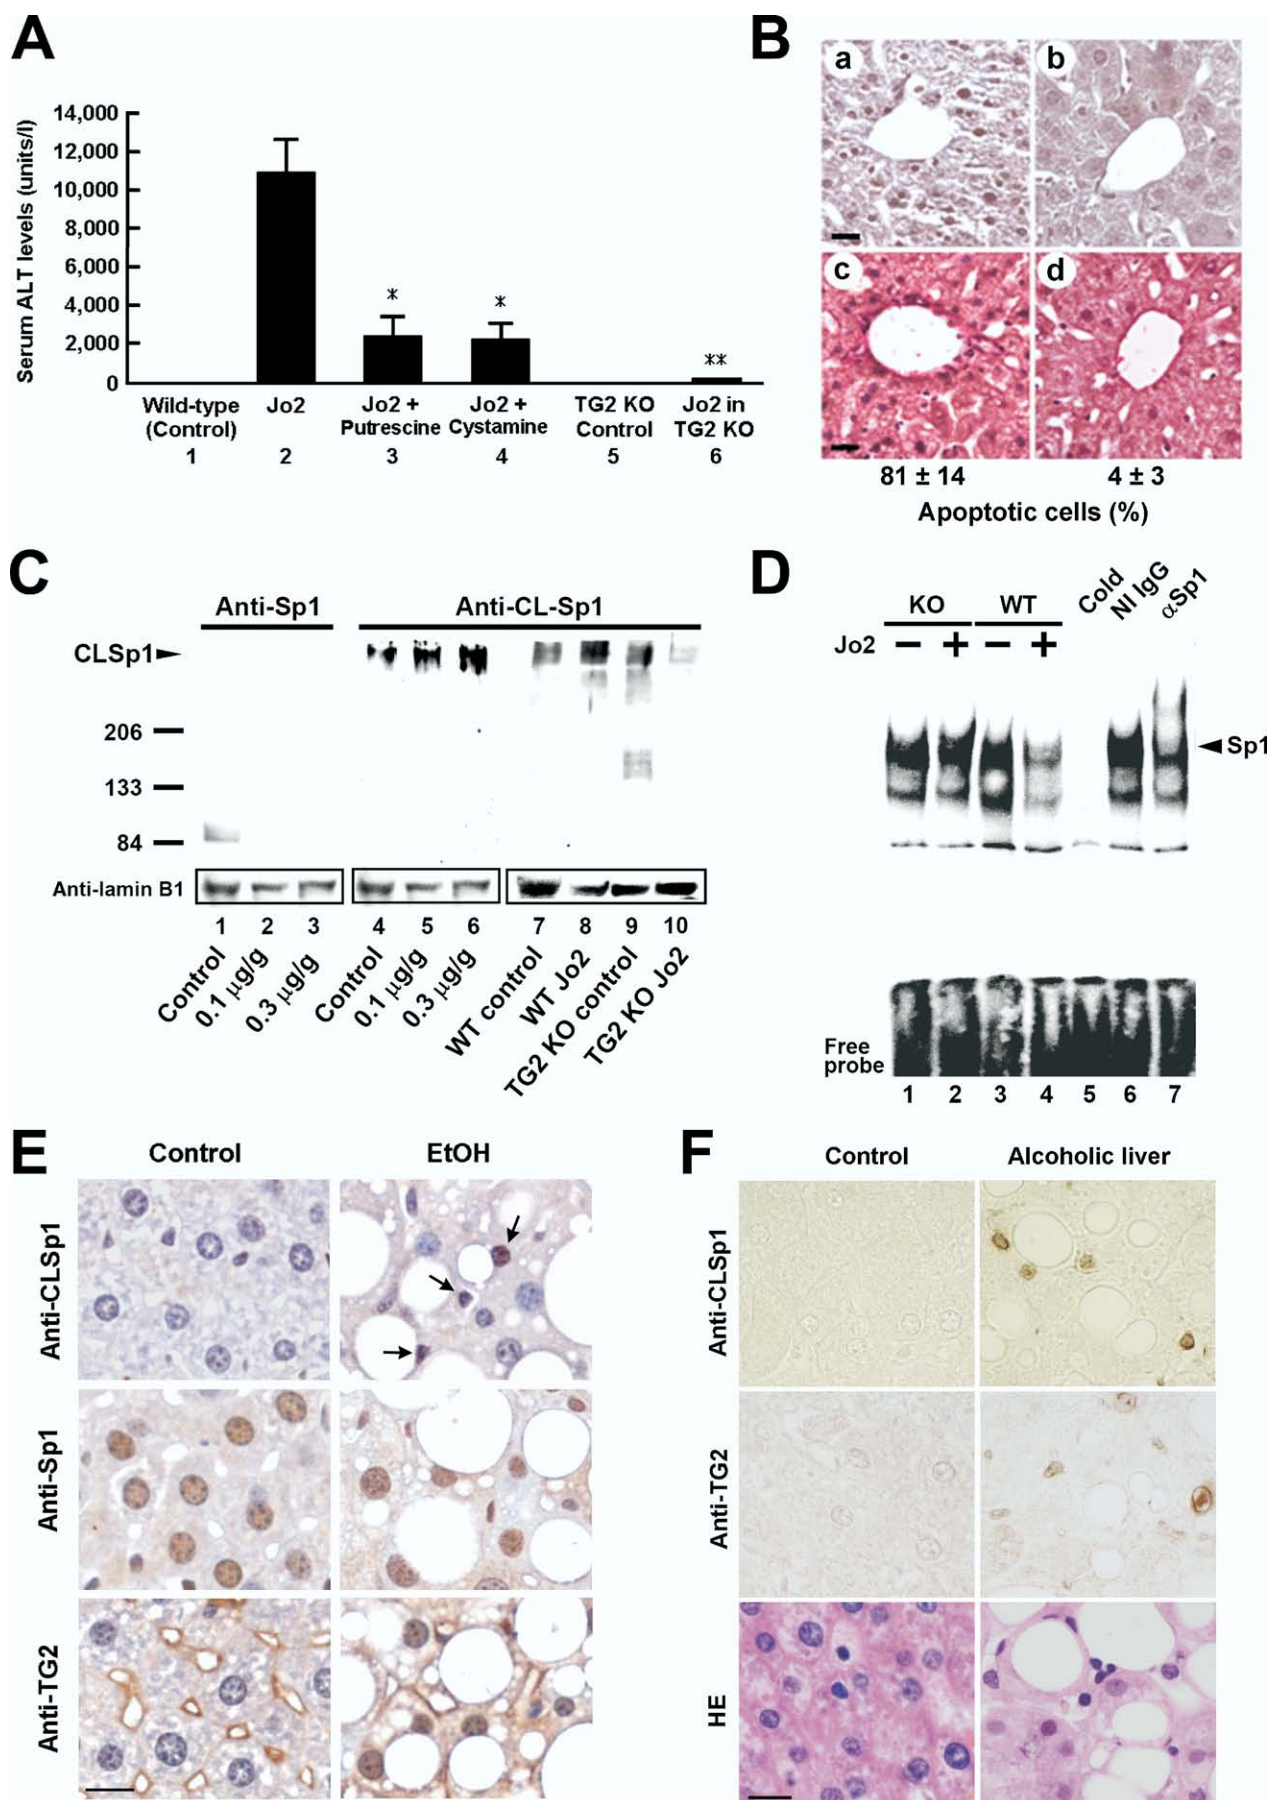 A
Serum ALT levels (units/l)
14,000
12,000
10,000
8,000
6,000
4,000
2,000
0
* * **
Wild-type (Control) 1
Jo2 2
Jo2 + Putrescine 3
Jo2 + Cystamine 4
TG2 KO Control 5
Jo2 in TG2 KO 6
B
a b
c d
81 ± 14 4 ± 3
Apoptotic cells (%)
C
Anti-Sp1 Anti-CL-Sp1
CLSp1
206
133
84
Anti-lamin B1
1 2 3 4 5 6 7 8 9 10
Control
0.1 µg/g
0.3 µg/g
Control
0.1 µg/g
0.3 µg/g
WT control
WT Jo2
TG2 KO control
TG2 KO Jo2
D
KO WT Cold NI IgG αSp1
Jo2 − + − +
Sp1
Free
probe
1 2 3 4 5 6 7
E
Control EtOH
Anti-CLSp1
Anti-Sp1
Anti-TG2
F
Control Alcoholic liver
Anti-CLSp1
Anti-TG2
HE